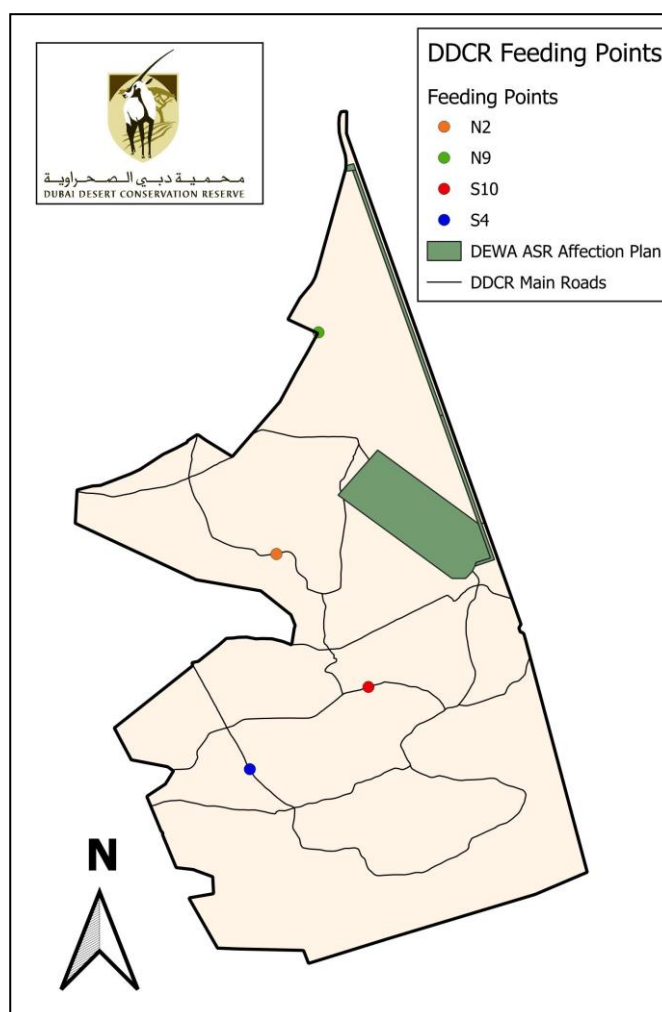 محمية دبي الصحراوية
DUBAI DESERT CONSERVATION RESERVE
DDCR Feeding Points
Feeding Points
N2
N9
S10
S4
DEWA ASR Affection Plan
DDCR Main Roads
N